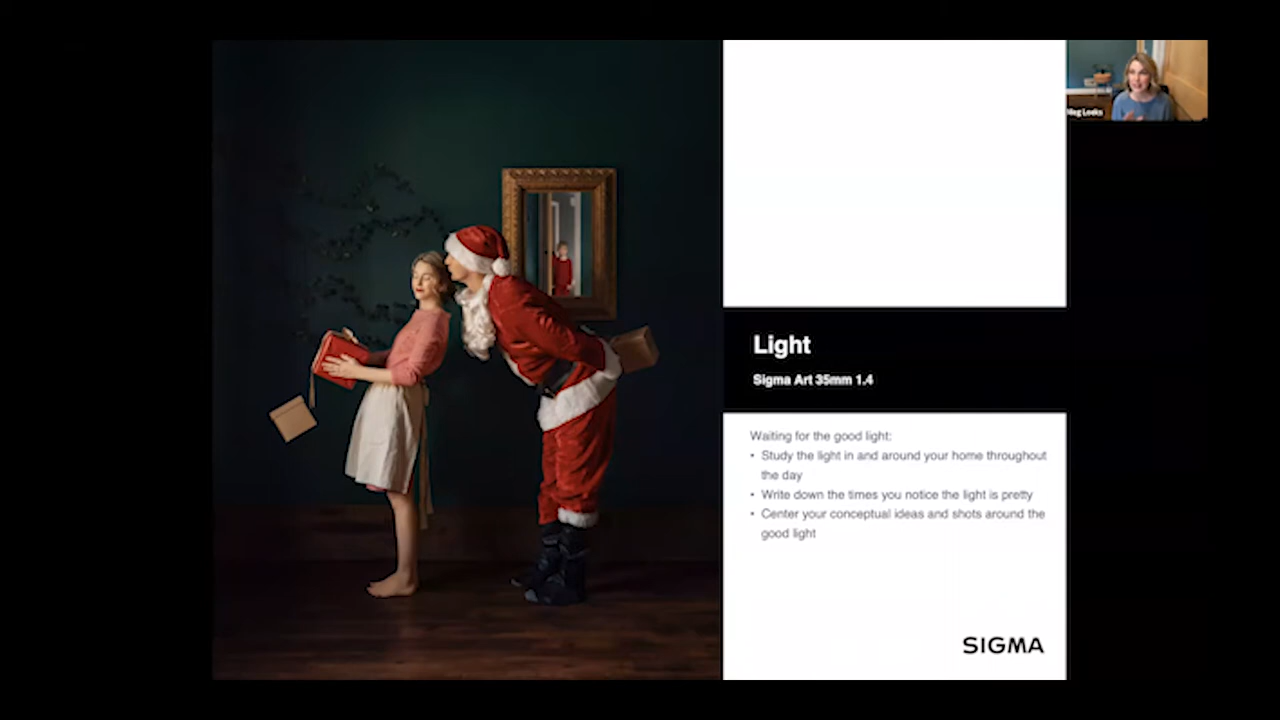 Meg Loeks
Light
Sigma Art 35mm 1.4
Waiting for the good light:
• Study the light in and around your home throughout
the day
• Write down the times you notice the light is pretty
• Center your conceptual ideas and shots around the
good light
SIGMA